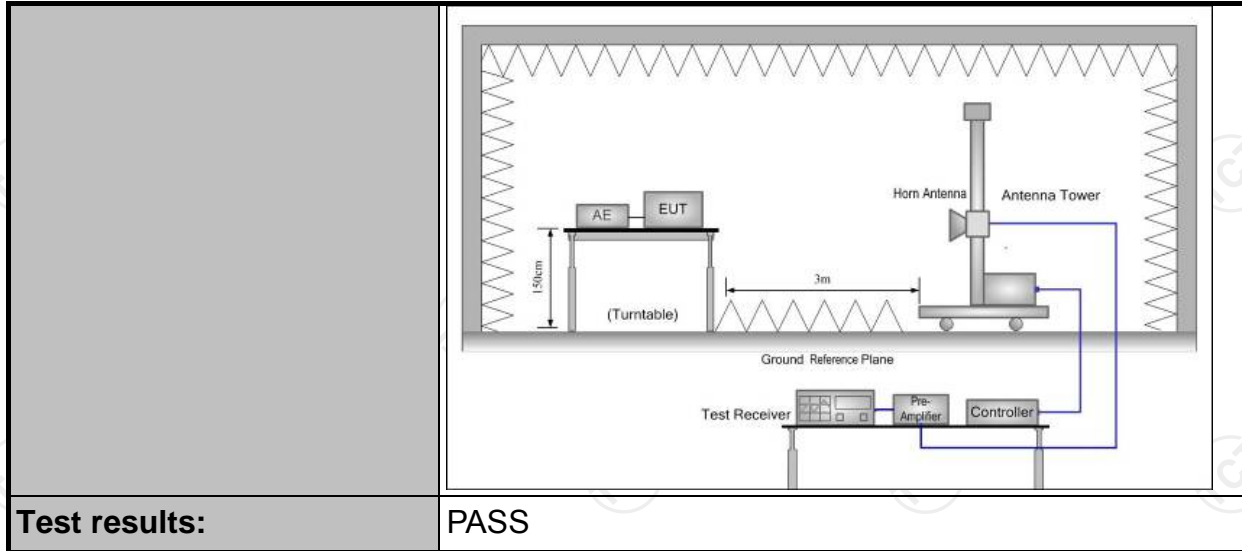 Horn Antenna
Antenna Tower
AE
EUT
150cm
3m
(Turntable)
Ground Reference Plane
Test Receiver
Pre-
Amplifier
Controller
Test results:
PASS